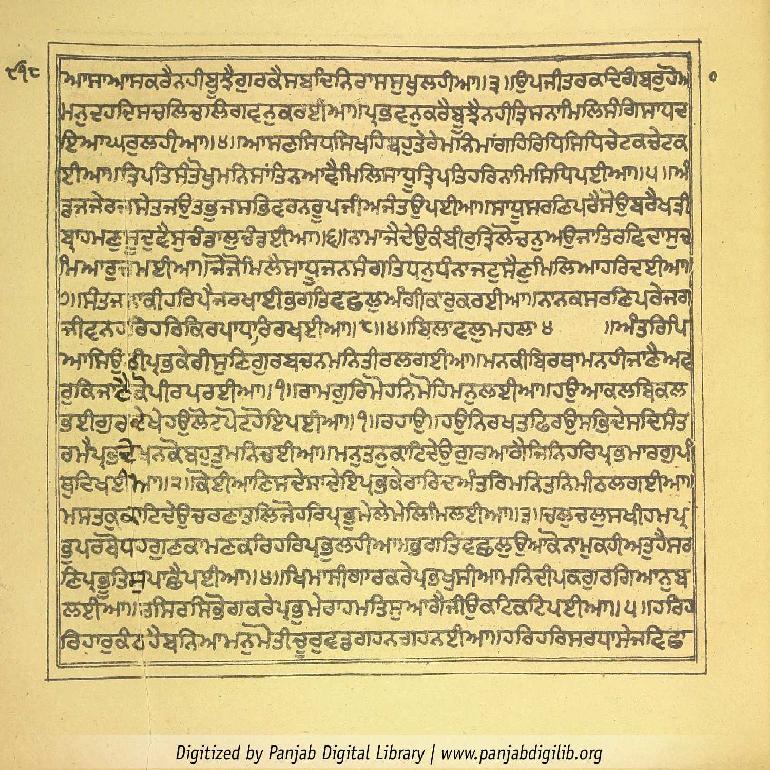 ੯੧੮
ਆਸਾਆਸਕਰੈਨਹੀਬੂਝੈਗੁਰਕੈਸਬਦਿਨਿਰਾਸਸੁਖੁਲਹੀਆ॥੩॥ਉਪਜੀਤਰਕਦਿਗੰਬਰੁਹੋਆ
ਮਨੁਦਹਦਿਸਚਲਿਚਲਿਗਵਨੁਕਰਈਆ॥ਪ੍ਰਭਵਨੁਕਰੈਬੂਝੈਨਹੀਤ੍ਰਿਸਨਾਮਿਲਿਸੰਗਿਸਾਧਦ
ਇਆਘਰੁਲਹੀਆ॥੪॥ਆਸਣਸਿਧਸਿਖਹਿਬਹੁਤੇਰੇਮਨਿਮਾਗਹਿਰਿਧਿਸਿਧਿਚੇਟਕਚੇਟਕ
ਈਆ॥ਤ੍ਰਿਪਤਿਸੰਤੋਖੁਮਨਿਸਾਂਤਿਨਆਵੈਮਿਲਿਸਾਧੂਤ੍ਰਿਪਤਿਹਰਿਨਾਮਿਸਿਧਿਪਈਆ॥੫॥ਅੰ
ਡਜਜੇਰਜਸੇਤਜਉਤਭੁਜਸਭਿਵਰਨਰੂਪਜੀਅਜੰਤਉਪਈਆ॥ਸਾਧੂਸਰਣਿਪਰੈਸੋਉਬਰੈਖਤ੍ਰੀ
ਬ੍ਰਾਹਮਣੁਸੂਦੁਵੈਸੁਚੰਡਾਲੁਚੰਡਈਆ॥੬॥ਨਾਮਾਜੈਦੇਉਕੰਬੀਰੁਤ੍ਰਿਲੋਚਨੁਅਉਜਾਤਿਰਵਿਦਾਸੁਚ
ਮਿਆਰੁਚਮਈਆ॥ਜੋਜੋਮਿਲੈਸਾਧੂਜਨਸੰਗਤਿਧਨੁਧੰਨਾਜਟੁਸੈਣੁਮਿਲਿਆਹਰਿਦਈਆ॥
੭॥ਸੰਤਜਨਾਕੀਹਰਿਪੈਜਰਖਾਈਭਗਤਿਵਛਲੁਅੰਗੀਕਾਰੁਕਰਈਆ॥ਨਾਨਕਸਰਣਿਪਰੇਜਗ
ਜੀਵਨਹਰਿਹਰਿਕਿਰਪਾਧਾਰਿਰਖਈਆ॥੮॥੪॥ਬਿਲਾਵਲੁਮਹਲਾ੪ ॥ਅੰਤਰਿਪਿ
ਆਸਉਠੀਪ੍ਰਭਕੇਰੀਸੁਣਿਗੁਰਬਚਨਮਨਿਤੀਰਲਗਈਆ॥ਮਨਕੀਬਿਰਥਾਮਨਹੀਜਾਣੈਅਵ
ਰੁਕਿਜਾਣੈਕੋਪੀਰਪਰਈਆ॥੧॥ਰਾਮਗੁਰਿਮੋਹਨਿਮੋਹਿਮਨੁਲਈਆ॥ਹਉਆਕਲਬਿਕਲ
ਭਈਗੁਰਦੇਖੇਹਉਲੋਟਪੋਟਹੋਇਪਈਆ॥੧॥ਰਹਾਉ॥ਹਉਨਿਰਖਤਫਿਰਉਸਭਿਦੇਸਦਿਸੰਤ
ਰਮੈਪ੍ਰਭਦੇਖਨਕੋਬਹੁਤੁਮਨਿਚਈਆ॥ਮਨੁਤਨੁਕਾਟਿਦੇਉਗੁਰਆਗੈਜਿਨਿਹਰਿਪ੍ਰਭਮਾਰਗੁਪੰ
ਥੁਦਿਖਈਆ॥੨॥ਕੋਈਆਣਿਸਦੇਸਾਦੇਇਪ੍ਰਭਕੇਰਾਰਿਦਅੰਤਰਿਮਨਿਤਨਿਮੀਠਲਗਈਆ॥
ਮਸਤਕੁਕਾਟਿਦੇਉਚਰਣਾਤਲਿਜੋਹਰਿਪ੍ਰਭੁਮੇਲੇਮੇਲਿਮਿਲਈਆ॥੩॥ਚਲੁਚਲੁਸਖੀਹਮਪ੍ਰ
ਭੁਪਰਬੋਧਹਗੁਣਕਾਮਣਕਰਿਹਰਿਪ੍ਰਭੁਲਹੀਆ॥ਭਗਤਿਵਛਲੁਉਆਕੋਨਾਮੁਕਹੀਅਤੁਹੈਸਰ
ਣਿਪ੍ਰਭੂਤਿਸੁਪਾਛੈਪਈਆ॥੪॥ਖਿਮਾਸੀਗਾਰਕਰੇਪ੍ਰਭਖੁਸੀਆਮਨਿਦੀਪਕਗੁਰਗਿਆਨੁਬ
ਲਈਆ॥ਰਸਿਰਸਿਭੋਗਕਰੇਪ੍ਰਭੁਮੇਰਾਹਮਤਿਸੁਆਗੈਜੀਉਕਟਿਕਟਿਪਈਆ॥੫॥ਹਰਿਹ
ਰਿਹਾਰੁਕੰਠਿਹੈਬਨਿਆਮਨੁਮੋਤੀਚੂਰੁਵਡਗਹਨਗਹਨਈਆ॥ਹਰਿਹਰਿਸਰਧਾਸੇਜਵਿਛਾ
Digitized by Panjab Digital Library | www.panjabdigilib.org